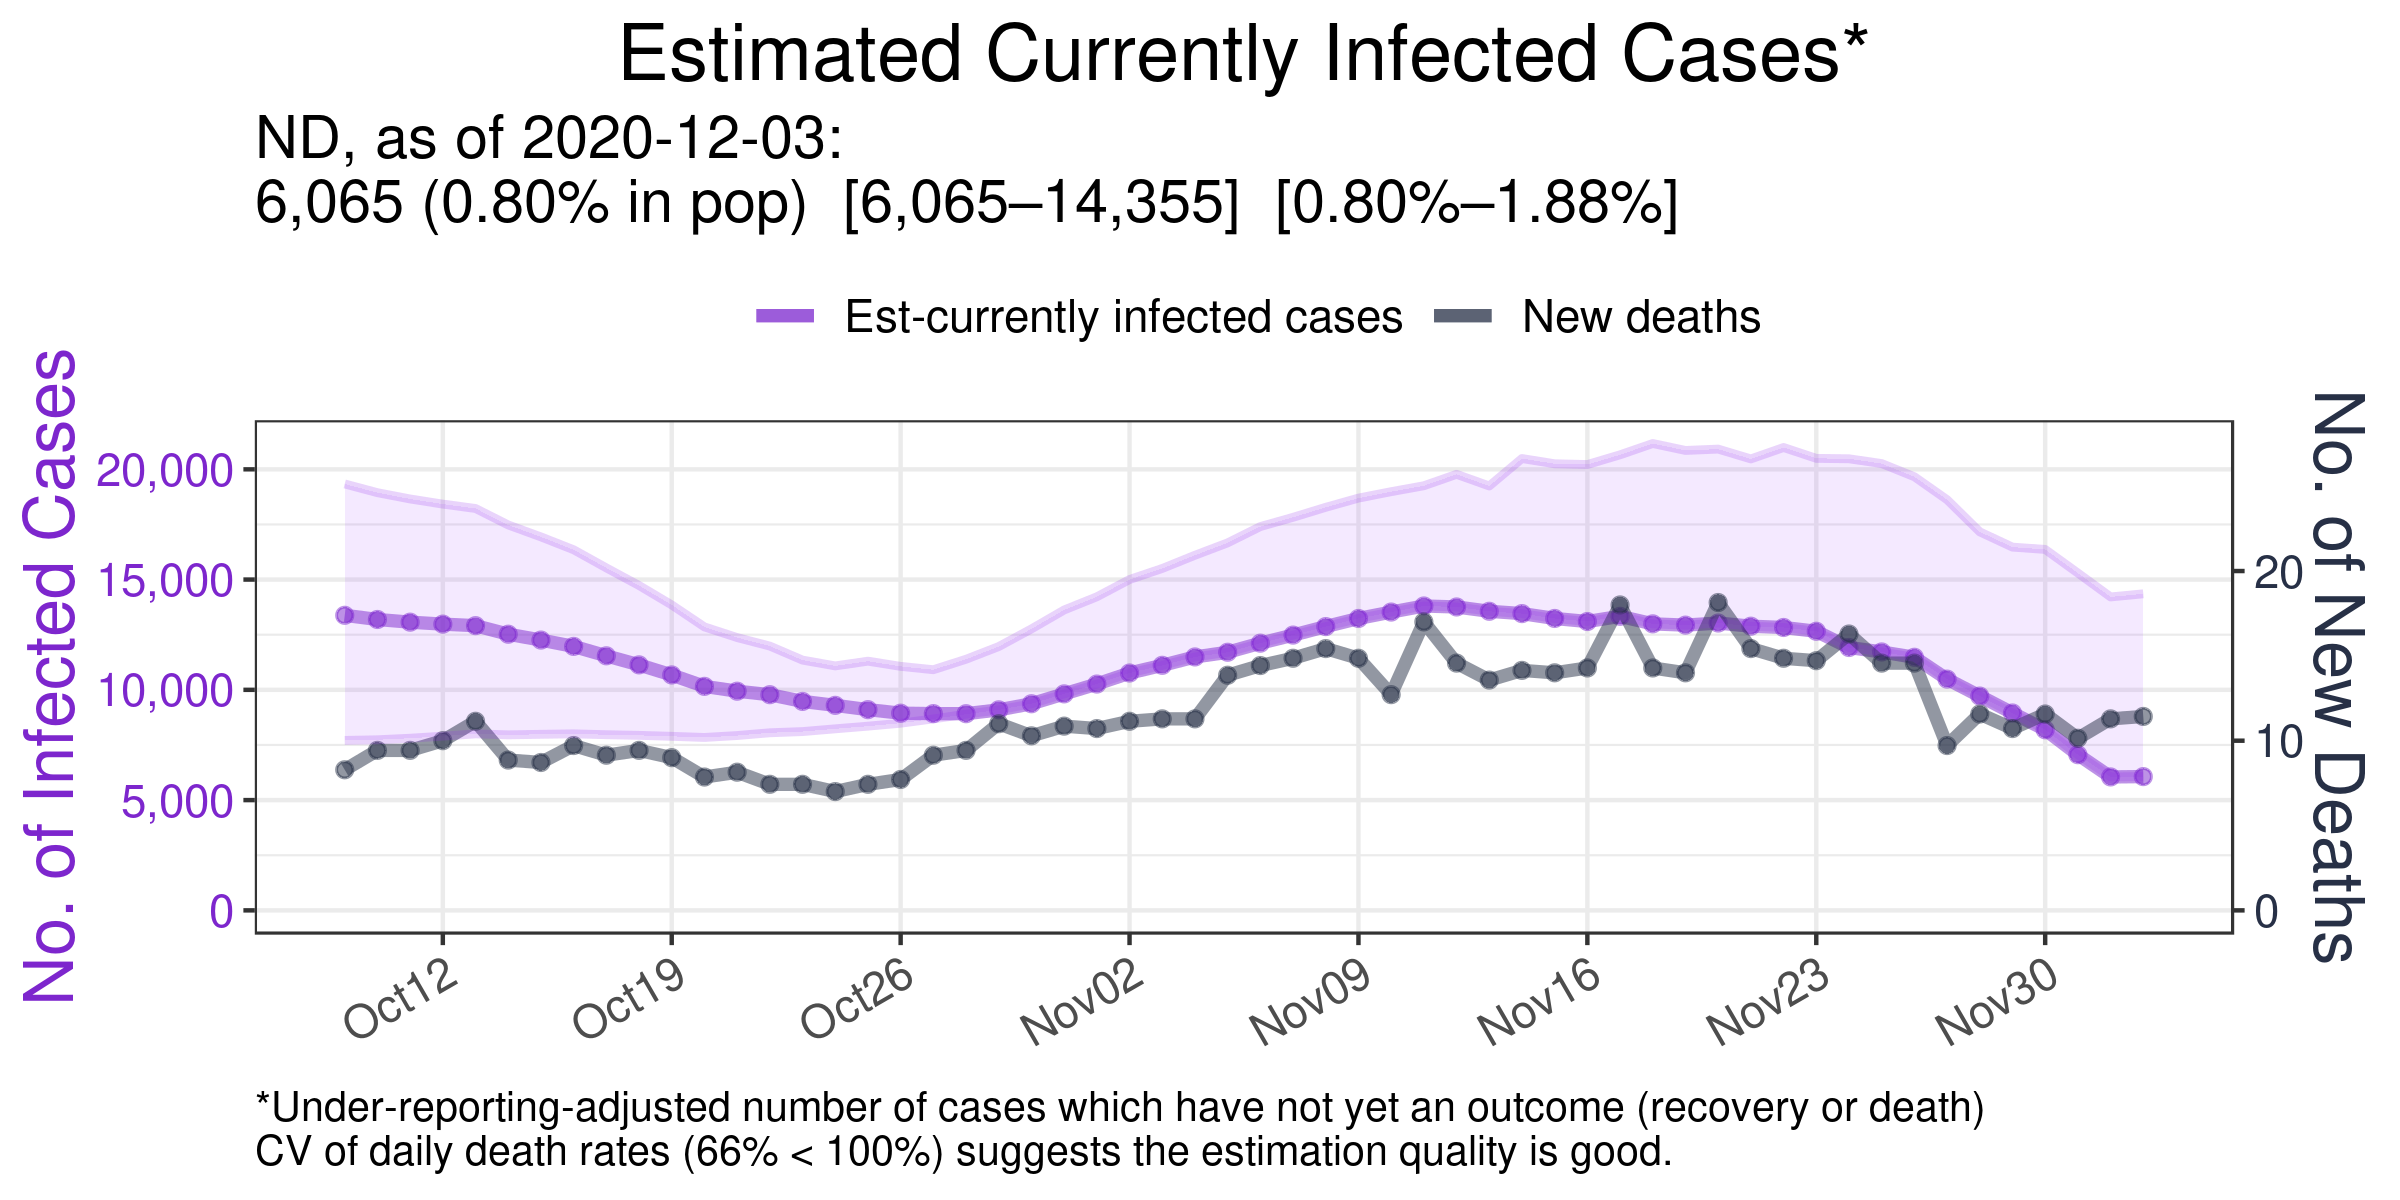 Estimated Currently Infected Cases*
ND, as of 2020-12-03:
6,065 (0.80% in pop)  [6,065–14,355]  [0.80%–1.88%]
Est-currently infected cases
New deaths
No. of Infected Cases
20,000
15,000
10,000
5,000
0
No. of New Deaths
20
10
0
Oct12
Oct19
Oct26
Nov02
Nov09
Nov16
Nov23
Nov30
*Under-reporting-adjusted number of cases which have not yet an outcome (recovery or death)
CV of daily death rates (66% < 100%) suggests the estimation quality is good.